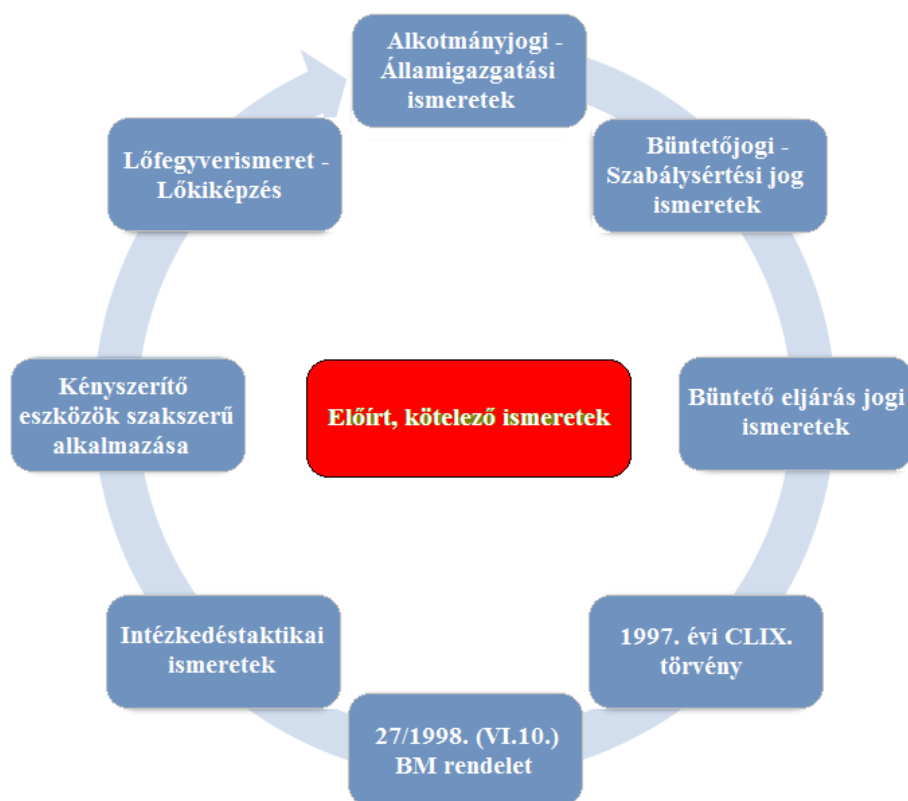 Alkotmányjogi -
Államigazgatási
ismeretek
Büntetőjogi -
Szabálysértési jog
ismeretek
Büntető eljárás jogi
ismeretek
1997. évi CLIX.
törvény
27/1998. (VI.10.)
BM rendelet
Intézkedéstaktikai
ismeretek
Kényszerítő
eszközök szakszerű
alkalmazása
Lőfegyverismeret -
Lőkiképzés
Előírt, kötelező ismeretek